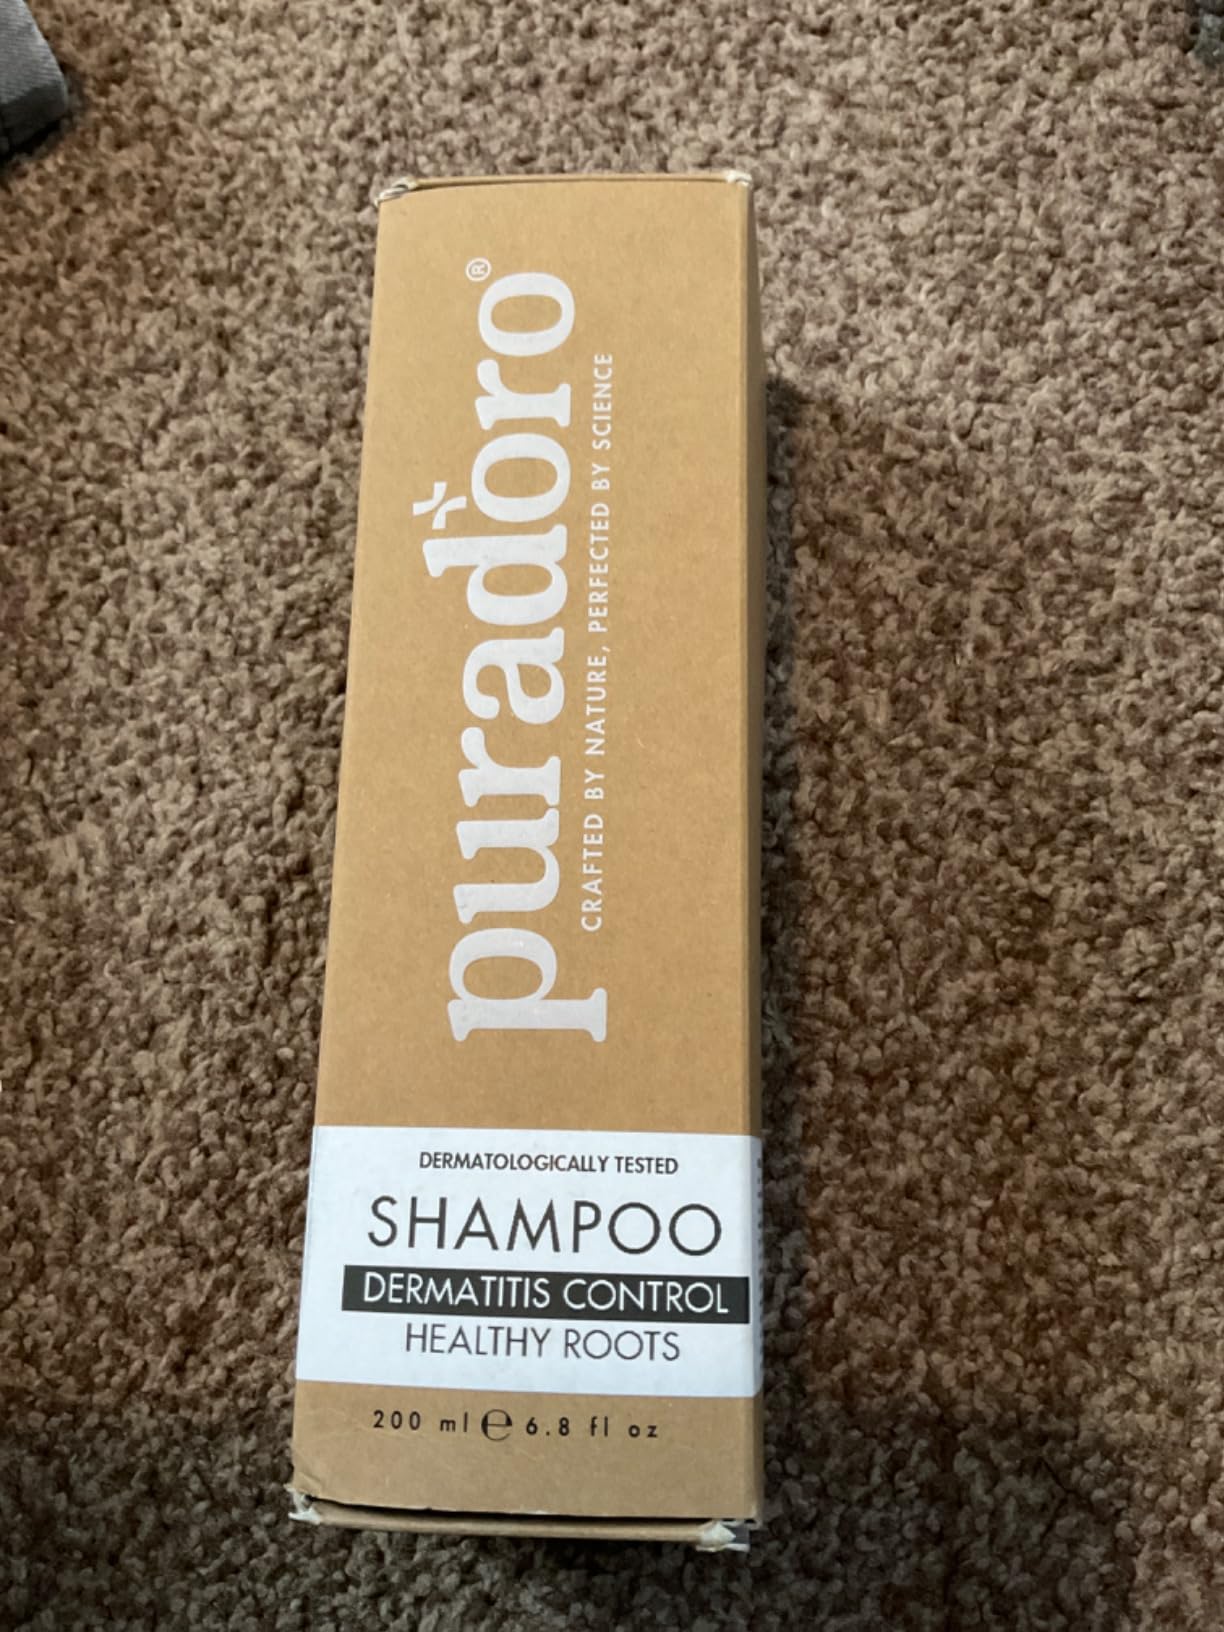 puradoro®
CRAFTED BY NATURE, PERFECTED BY SCIENCE
DERMATOLOGICALLY TESTED
SHAMPOO
DERMATITIS CONTROL
HEALTHY ROOTS
200 ml ℮ 6.8 fl oz